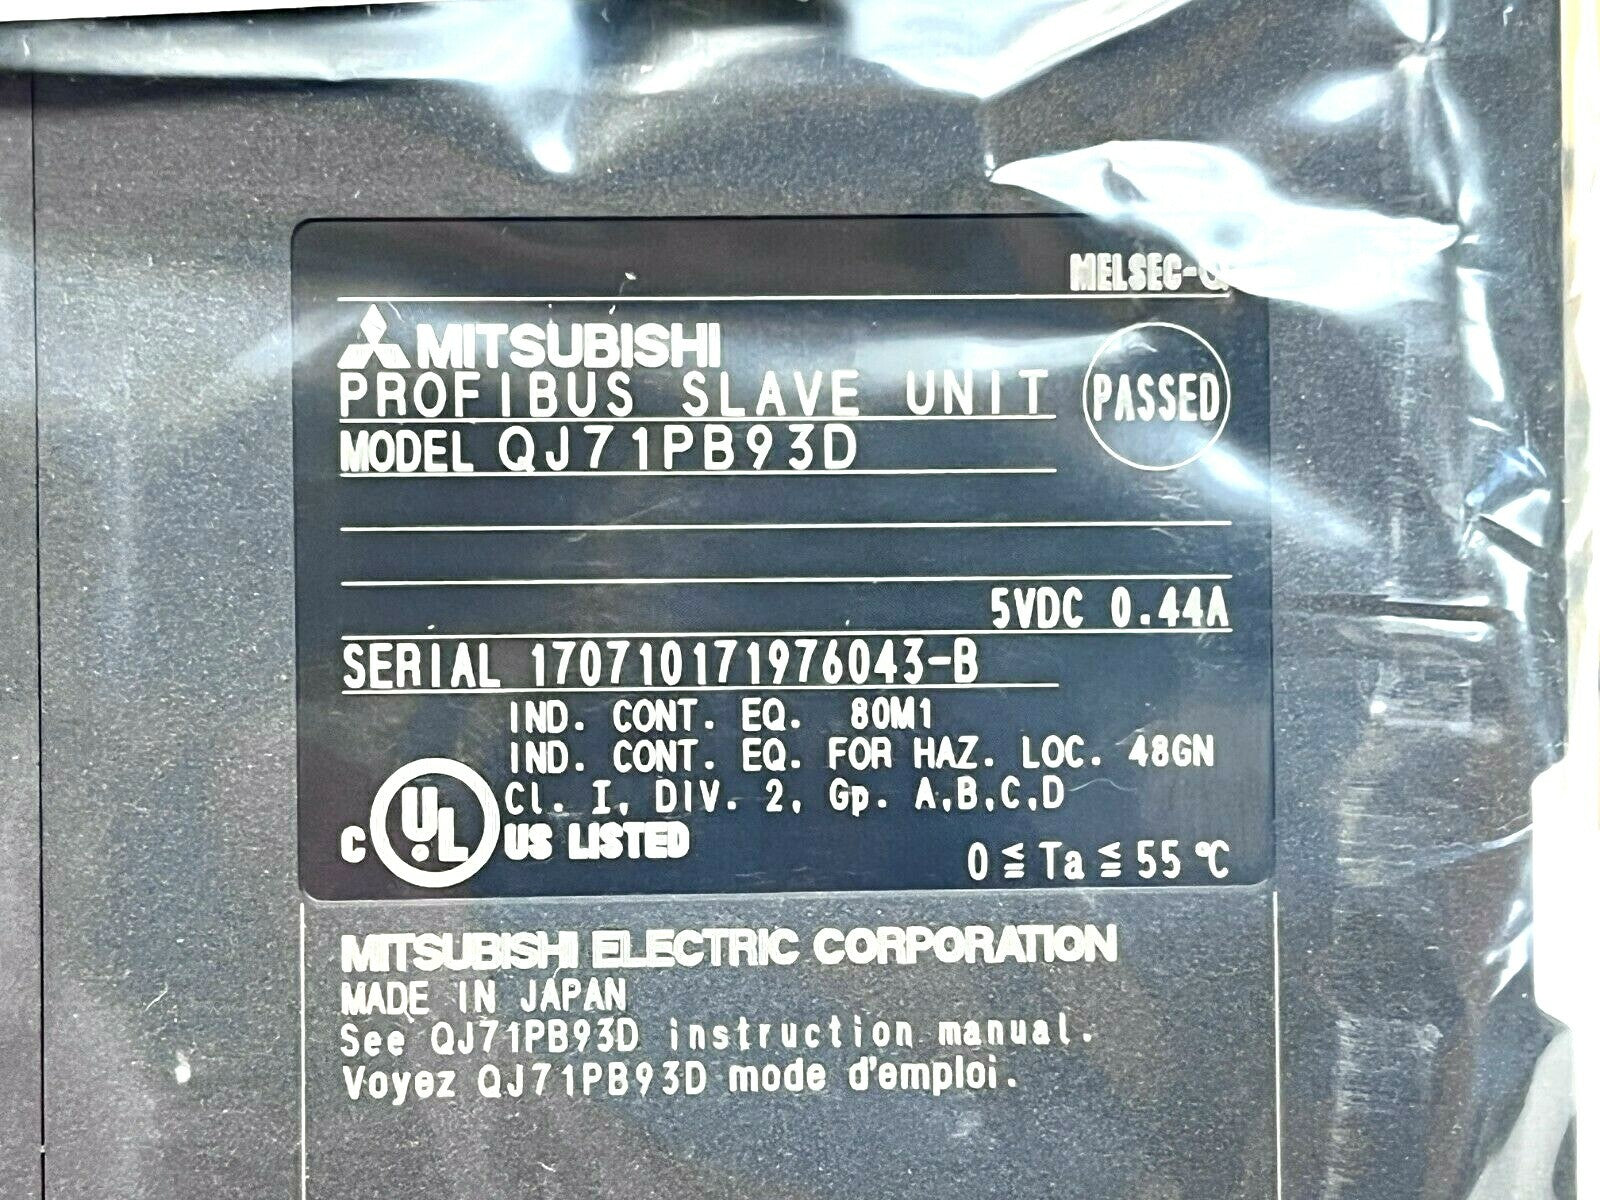 MELSEC-Q
MITSUBISHI
PROFIBUS SLAVE UNIT
PASSED
MODEL QJ71PB93D
5VDC 0.44A
SERIAL 170710171976043-B
IND. CONT. EQ. 80M1
IND. CONT. EQ. FOR HAZ. LOC. 48GN
Cl. I, DIV. 2, Gp. A,B,C,D
C UL US LISTED
0 ≦ Ta ≦ 55 ℃
MITSUBISHI ELECTRIC CORPORATION
MADE IN JAPAN
See QJ71PB93D instruction manual.
Voyez QJ71PB93D mode d'emploi.